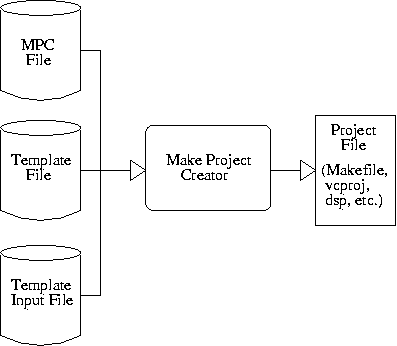 MPC
File
Template
File
Template
Input File
Make Project
Creator
Project
File
(Makefile,
vcproj,
dsp, etc.)